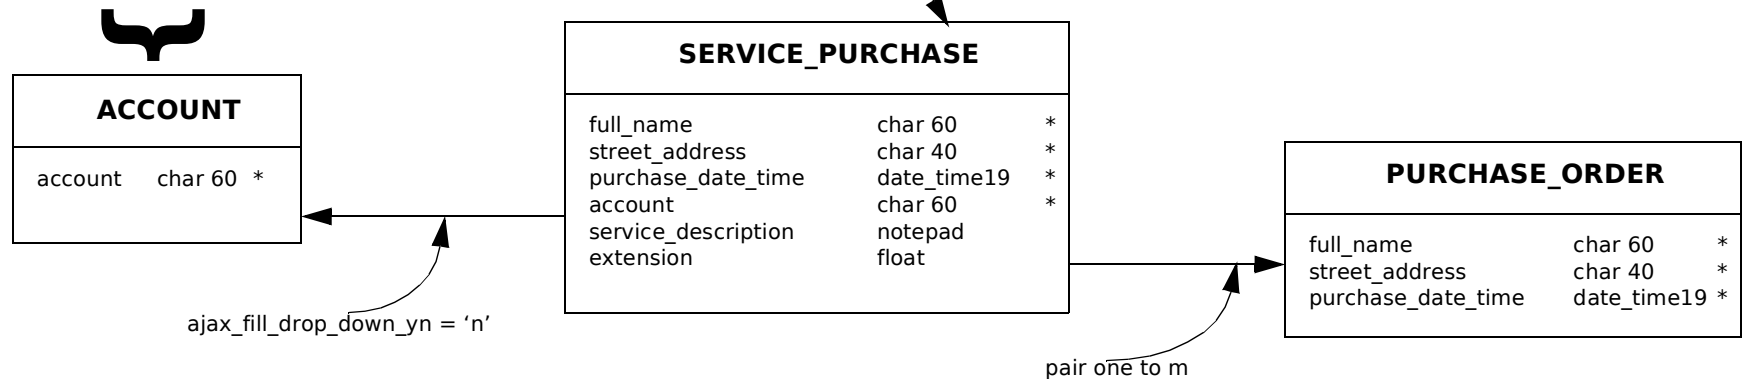 ACCOUNT
account char 60 *
ajax_fill_drop_down_yn = ‘n’
SERVICE_PURCHASE
full_name char 60 *
street_address char 40 *
purchase_date_time date_time19 *
account char 60 *
service_description notepad
extension float
pair one to m
PURCHASE_ORDER
full_name char 60 *
street_address char 40 *
purchase_date_time date_time19 *